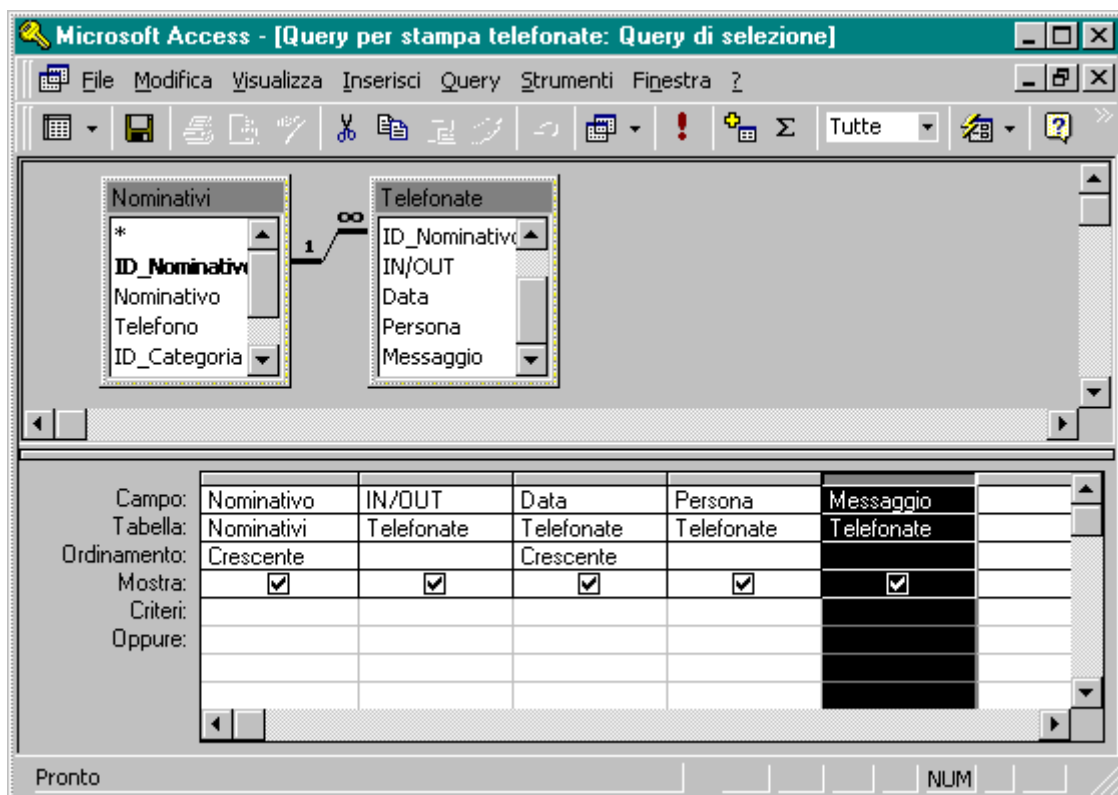 Microsoft Access - [Query per stampa telefonate: Query di selezione]
File Modifica Visualizza Inserisci Query Strumenti Finestra ?
Tutte
Nominativi
*
ID_Nominativo
Nominativo
Telefono
ID_Categoria
1 ∞
Telefonate
ID_Nominativo
IN/OUT
Data
Persona
Messaggio
Campo: Nominativo IN/OUT Data Persona Messaggio
Tabella: Nominativi Telefonate Telefonate Telefonate Telefonate
Ordinamento: Crescente Crescente
Mostra:
Criteri:
Oppure:
Pronto NUM